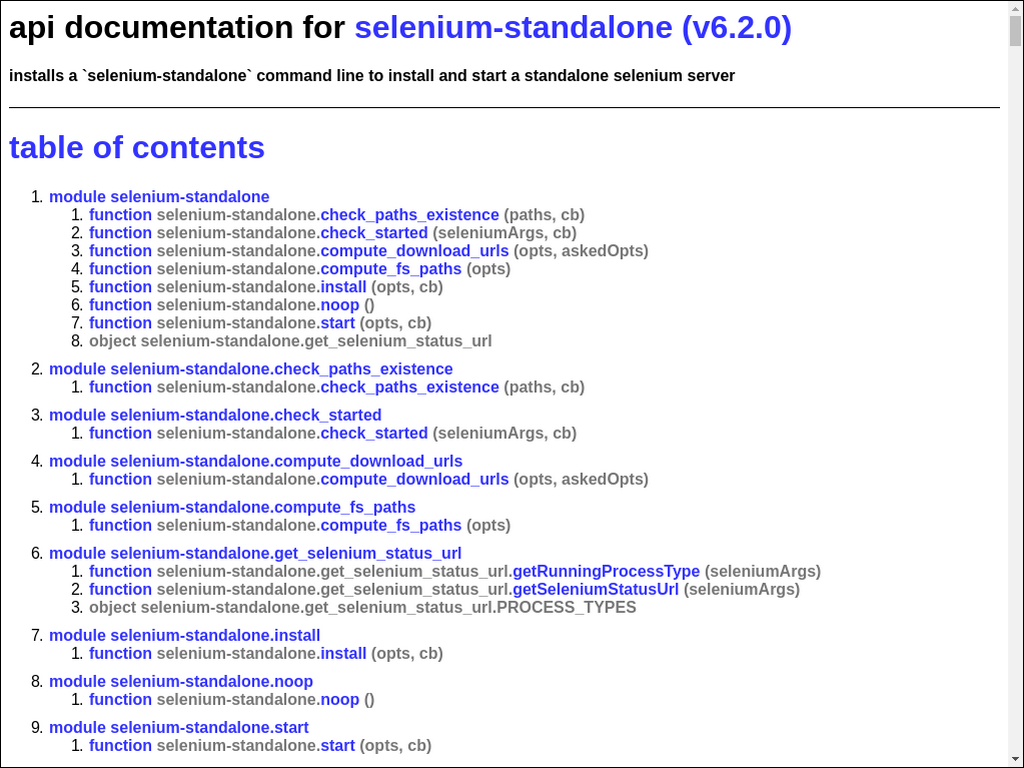 api documentation for selenium-standalone (v6.2.0)
installs a `selenium-standalone` command line to install and start a standalone selenium server
table of contents
1. module selenium-standalone
1. function selenium-standalone.check_paths_existence (paths, cb)
2. function selenium-standalone.check_started (seleniumArgs, cb)
3. function selenium-standalone.compute_download_urls (opts, askedOpts)
4. function selenium-standalone.compute_fs_paths (opts)
5. function selenium-standalone.install (opts, cb)
6. function selenium-standalone.noop ()
7. function selenium-standalone.start (opts, cb)
8. object selenium-standalone.get_selenium_status_url
2. module selenium-standalone.check_paths_existence
1. function selenium-standalone.check_paths_existence (paths, cb)
3. module selenium-standalone.check_started
1. function selenium-standalone.check_started (seleniumArgs, cb)
4. module selenium-standalone.compute_download_urls
1. function selenium-standalone.compute_download_urls (opts, askedOpts)
5. module selenium-standalone.compute_fs_paths
1. function selenium-standalone.compute_fs_paths (opts)
6. module selenium-standalone.get_selenium_status_url
1. function selenium-standalone.get_selenium_status_url.getRunningProcessType (seleniumArgs)
2. function selenium-standalone.get_selenium_status_url.getSeleniumStatusUrl (seleniumArgs)
3. object selenium-standalone.get_selenium_status_url.PROCESS_TYPES
7. module selenium-standalone.install
1. function selenium-standalone.install (opts, cb)
8. module selenium-standalone.noop
1. function selenium-standalone.noop ()
9. module selenium-standalone.start
1. function selenium-standalone.start (opts, cb)